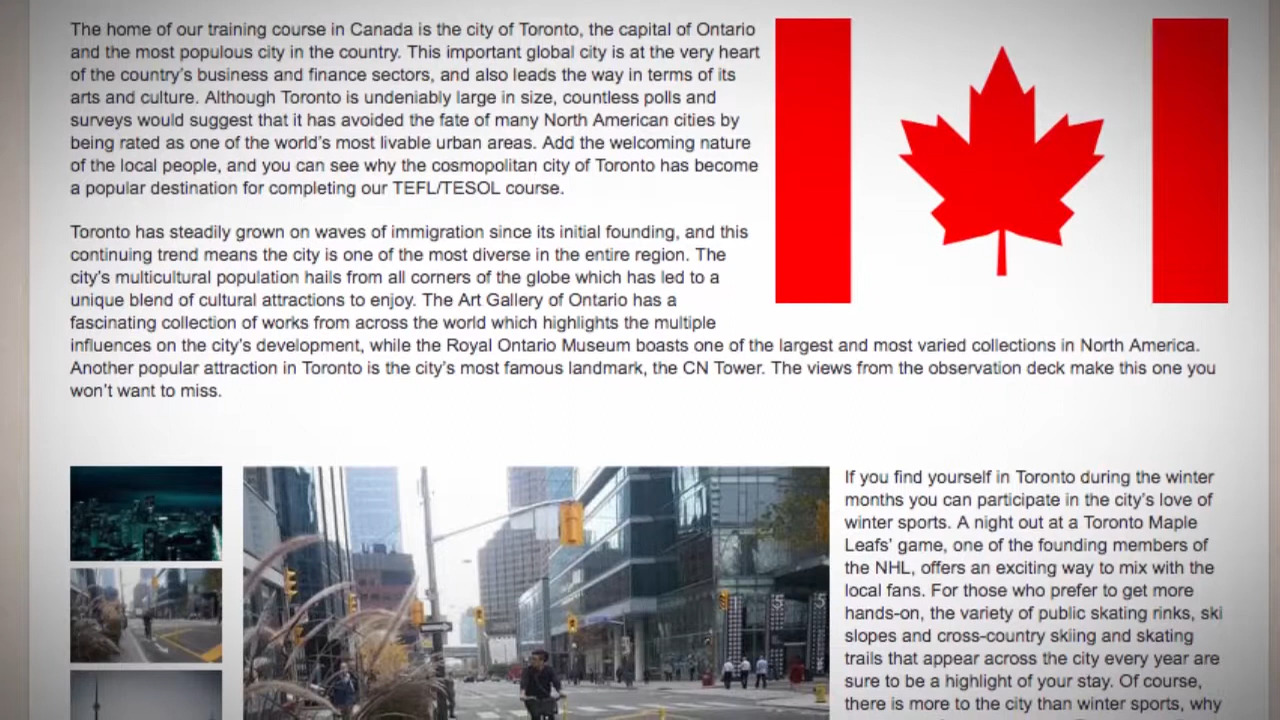 The home of our training course in Canada is the city of Toronto, the capital of Ontario
and the most populous city in the country. This important global city is at the very heart
of the country's business and finance sectors, and also leads the way in terms of its
arts and culture. Although Toronto is undeniably large in size, countless polls and
surveys would suggest that it has avoided the fate of many North American cities by
being rated as one of the world's most livable urban areas. Add the welcoming nature
of the local people, and you can see why the cosmopolitan city of Toronto has become
a popular destination for completing our TEFL/TESOL course.
Toronto has steadily grown on waves of immigration since its initial founding, and this
continuing trend means the city is one of the most diverse in the entire region. The
city's multicultural population hails from all corners of the globe which has led to a
unique blend of cultural attractions to enjoy. The Art Gallery of Ontario has a
fascinating collection of works from across the world which highlights the multiple
influences on the city's development, while the Royal Ontario Museum boasts one of the largest and most varied collections in North America.
Another popular attraction in Toronto is the city's most famous landmark, the CN Tower. The views from the observation deck make this one you
won't want to miss.
If you find yourself in Toronto during the winter
months you can participate in the city's love of
winter sports. A night out at a Toronto Maple
Leafs' game, one of the founding members of
the NHL, offers an exciting way to mix with the
local fans. For those who prefer to get more
hands-on, the variety of public skating rinks, ski
slopes and cross-country skiing and skating
trails that appear across the city every year are
sure to be a highlight of your stay. Of course,
there is more to the city than winter sports, why